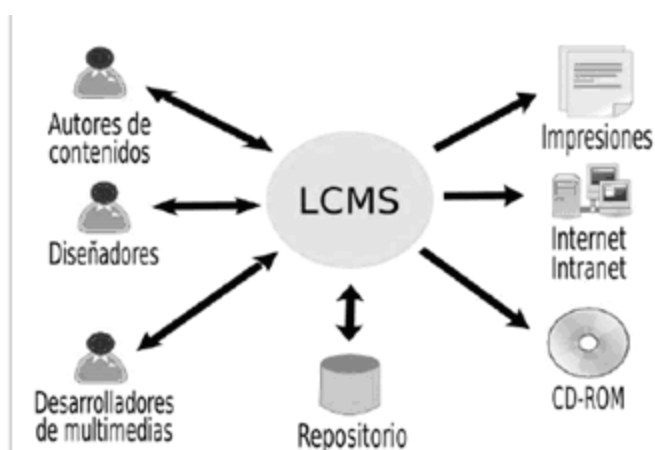 Autores de
contenidos
Diseñadores
Desarrolladores
de multimedias
LCMS
Repositorio
Impresiones
Internet
Intranet
CD-ROM